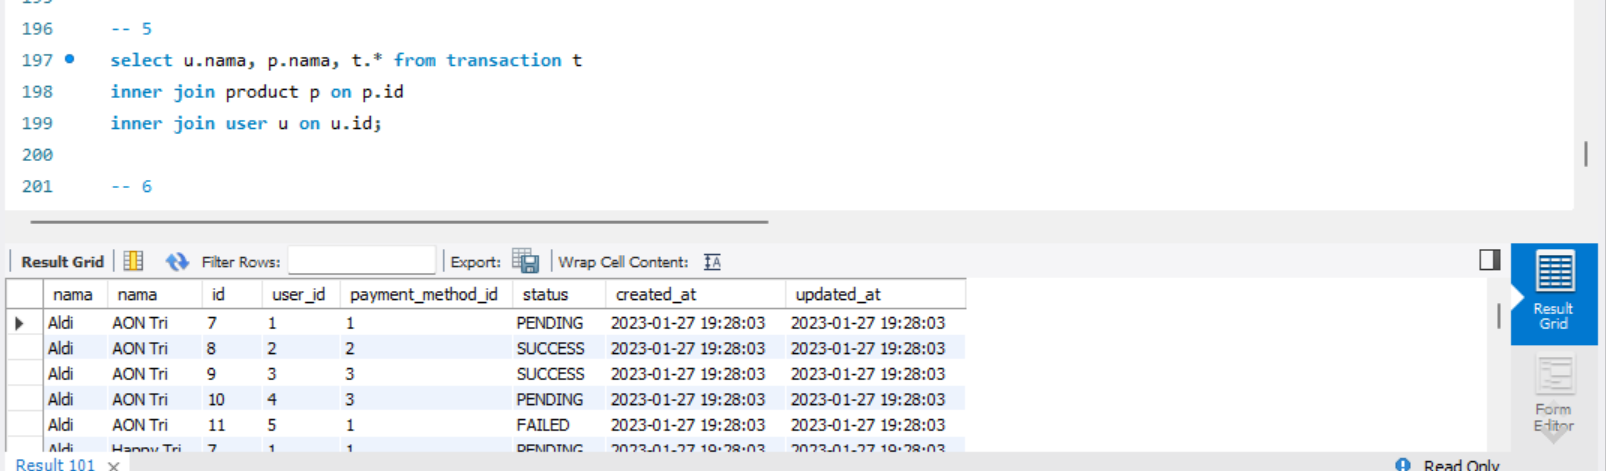 195
196 -- 5
197 select u.nama, p.nama, t.* from transaction t
198 inner join product p on p.id
199 inner join user u on u.id;
200
201 -- 6
Result Grid Filter Rows: Export: Wrap Cell Content: IA
nama nama id user_id payment_method_id status created_at updated_at
Aldi AON Tri 7 1 1 PENDING 2023-01-27 19:28:03 2023-01-27 19:28:03
Aldi AON Tri 8 2 2 SUCCESS 2023-01-27 19:28:03 2023-01-27 19:28:03
Aldi AON Tri 9 3 3 SUCCESS 2023-01-27 19:28:03 2023-01-27 19:28:03
Aldi AON Tri 10 4 3 PENDING 2023-01-27 19:28:03 2023-01-27 19:28:03
Aldi AON Tri 11 5 1 FAILED 2023-01-27 19:28:03 2023-01-27 19:28:03
Aldi Happy Tri 7 1 1 PENDING 2023-01-27 19:28:03 2023-01-27 19:28:03
Result
Grid
Form
Editor
Result 101
Read Only